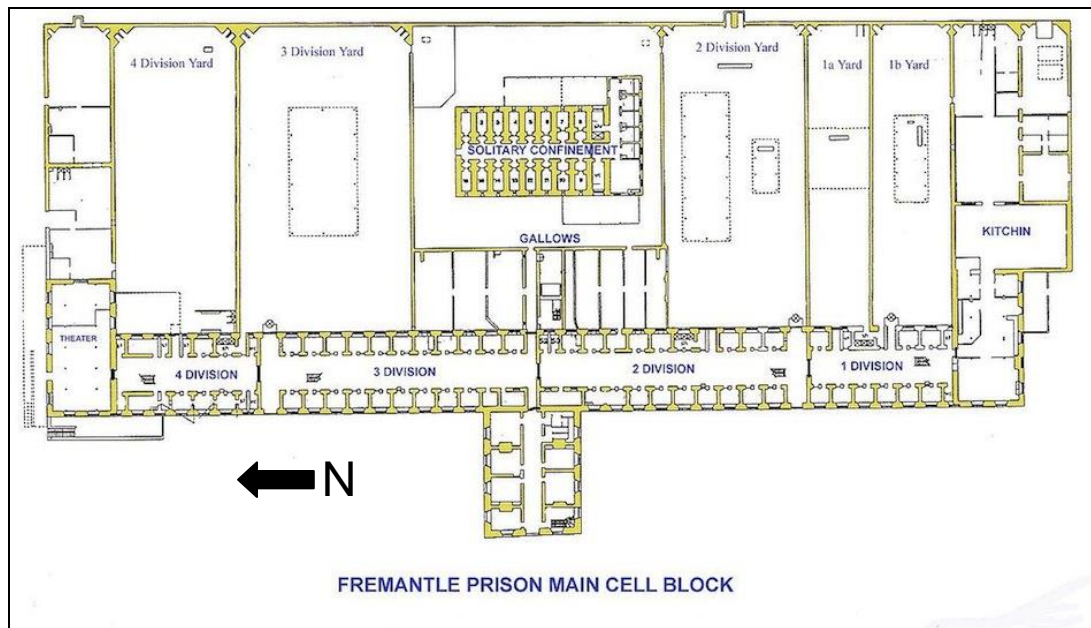 4 Division Yard
3 Division Yard
2 Division Yard
1a Yard
1b Yard
SOLITARY CONFINEMENT
GALLOWS
KITCHIN
THEATER
4 DIVISION
3 DIVISION
2 DIVISION
1 DIVISION
N
FREMANTLE PRISON MAIN CELL BLOCK